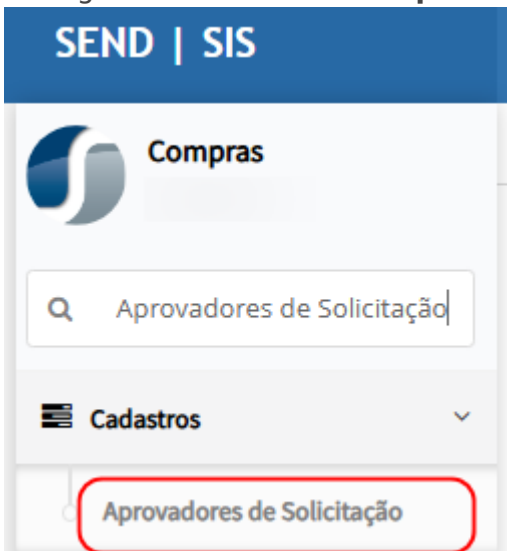 SEND | SIS
Compras
Aprovadores de Solicitação
Cadastros
Aprovadores de Solicitação